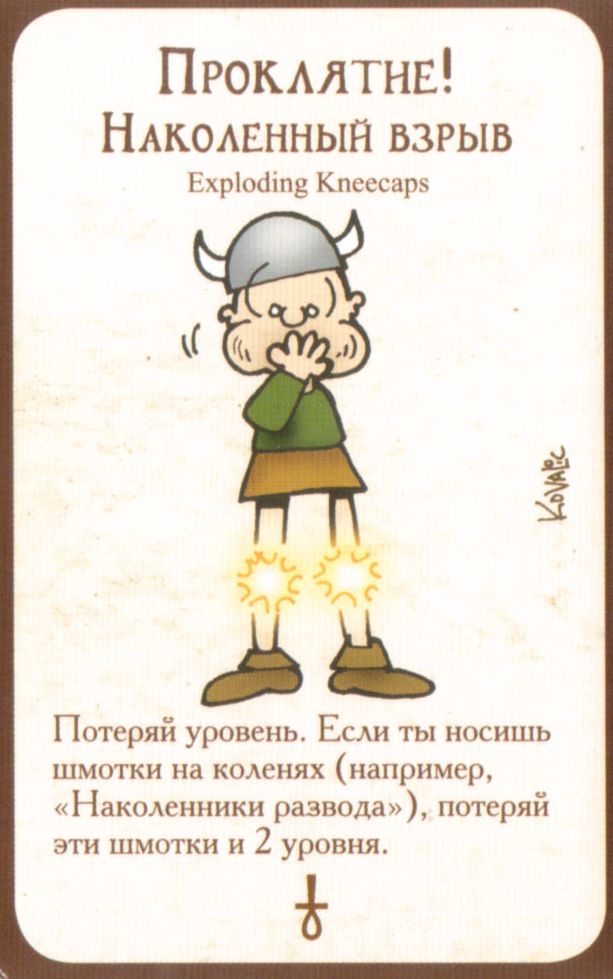 Проклятие!
Наколенный взрыв
Exploding Kneecaps
Kovalic
Потеряй уровень. Если ты носишь
шмотки на коленях (например,
«Наколенники развода»), потеряй
эти шмотки и 2 уровня.